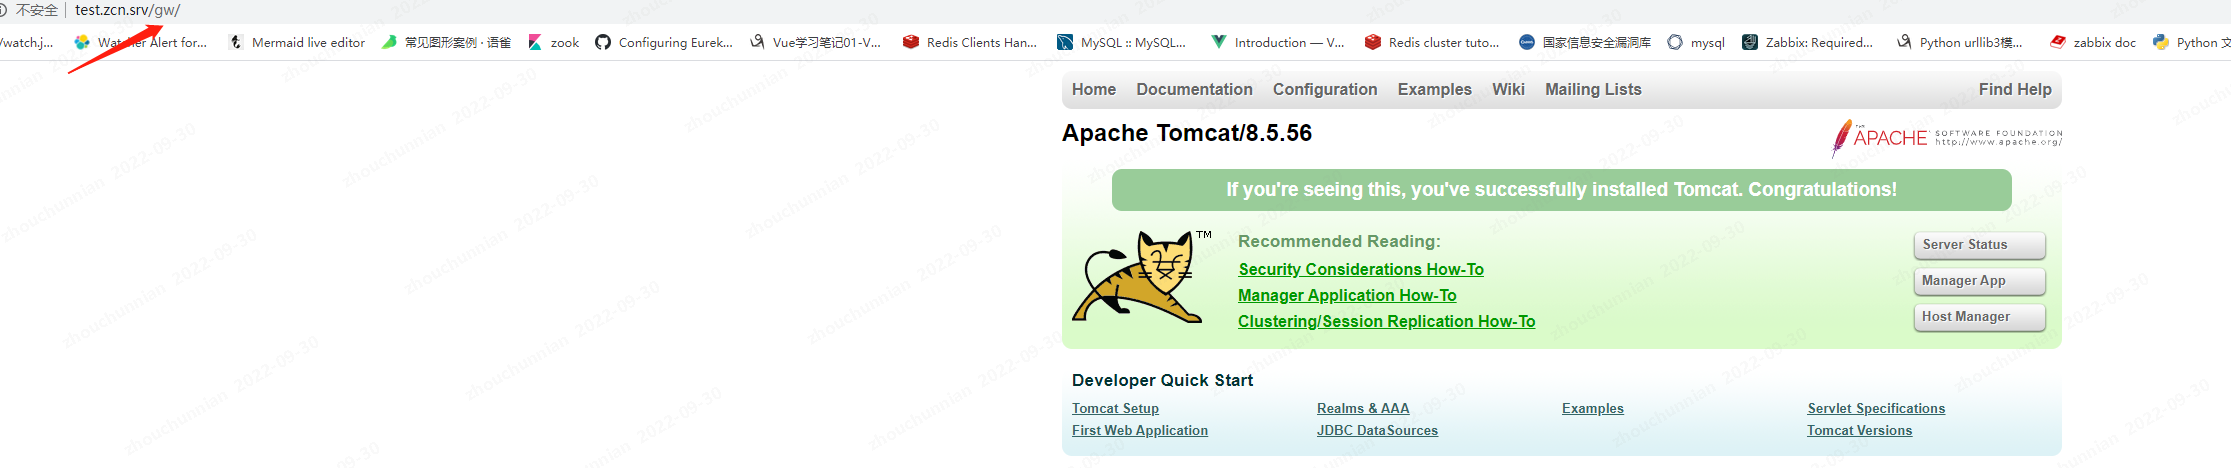 不安全 test.zcn.srv/gw/
/watch.j... Watcher Alert for... Mermaid live editor 常见图形案例 · 语雀 zook Configuring Eurek... Vue学习笔记01-V... Redis Clients Han... MySQL :: MySQL... Introduction — V... Redis cluster tuto... 国家信息安全漏洞库 mysql Zabbix: Required... Python urllib3模... zabbix doc Python 文
Home Documentation Configuration Examples Wiki Mailing Lists Find Help
Apache Tomcat/8.5.56
THE APACHE SOFTWARE FOUNDATION
http://www.apache.org/
If you're seeing this, you've successfully installed Tomcat. Congratulations!
TM
Recommended Reading:
Security Considerations How-To
Manager Application How-To
Clustering/Session Replication How-To
Server Status
Manager App
Host Manager
Developer Quick Start
Tomcat Setup Realms & AAA Examples Servlet Specifications
First Web Application JDBC DataSources Tomcat Versions
zhouchunnian 2022-09-30